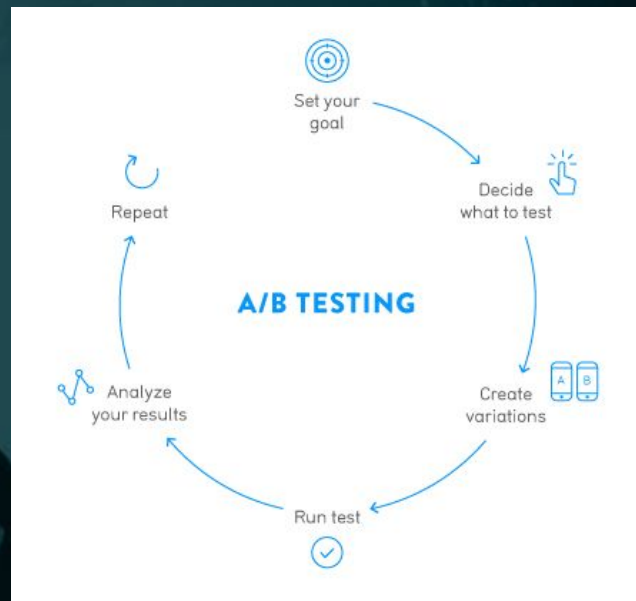 Set your
goal
Decide
what to test
A/B TESTING
Create
variations
A B
Run test
Analyze
your results
Repeat